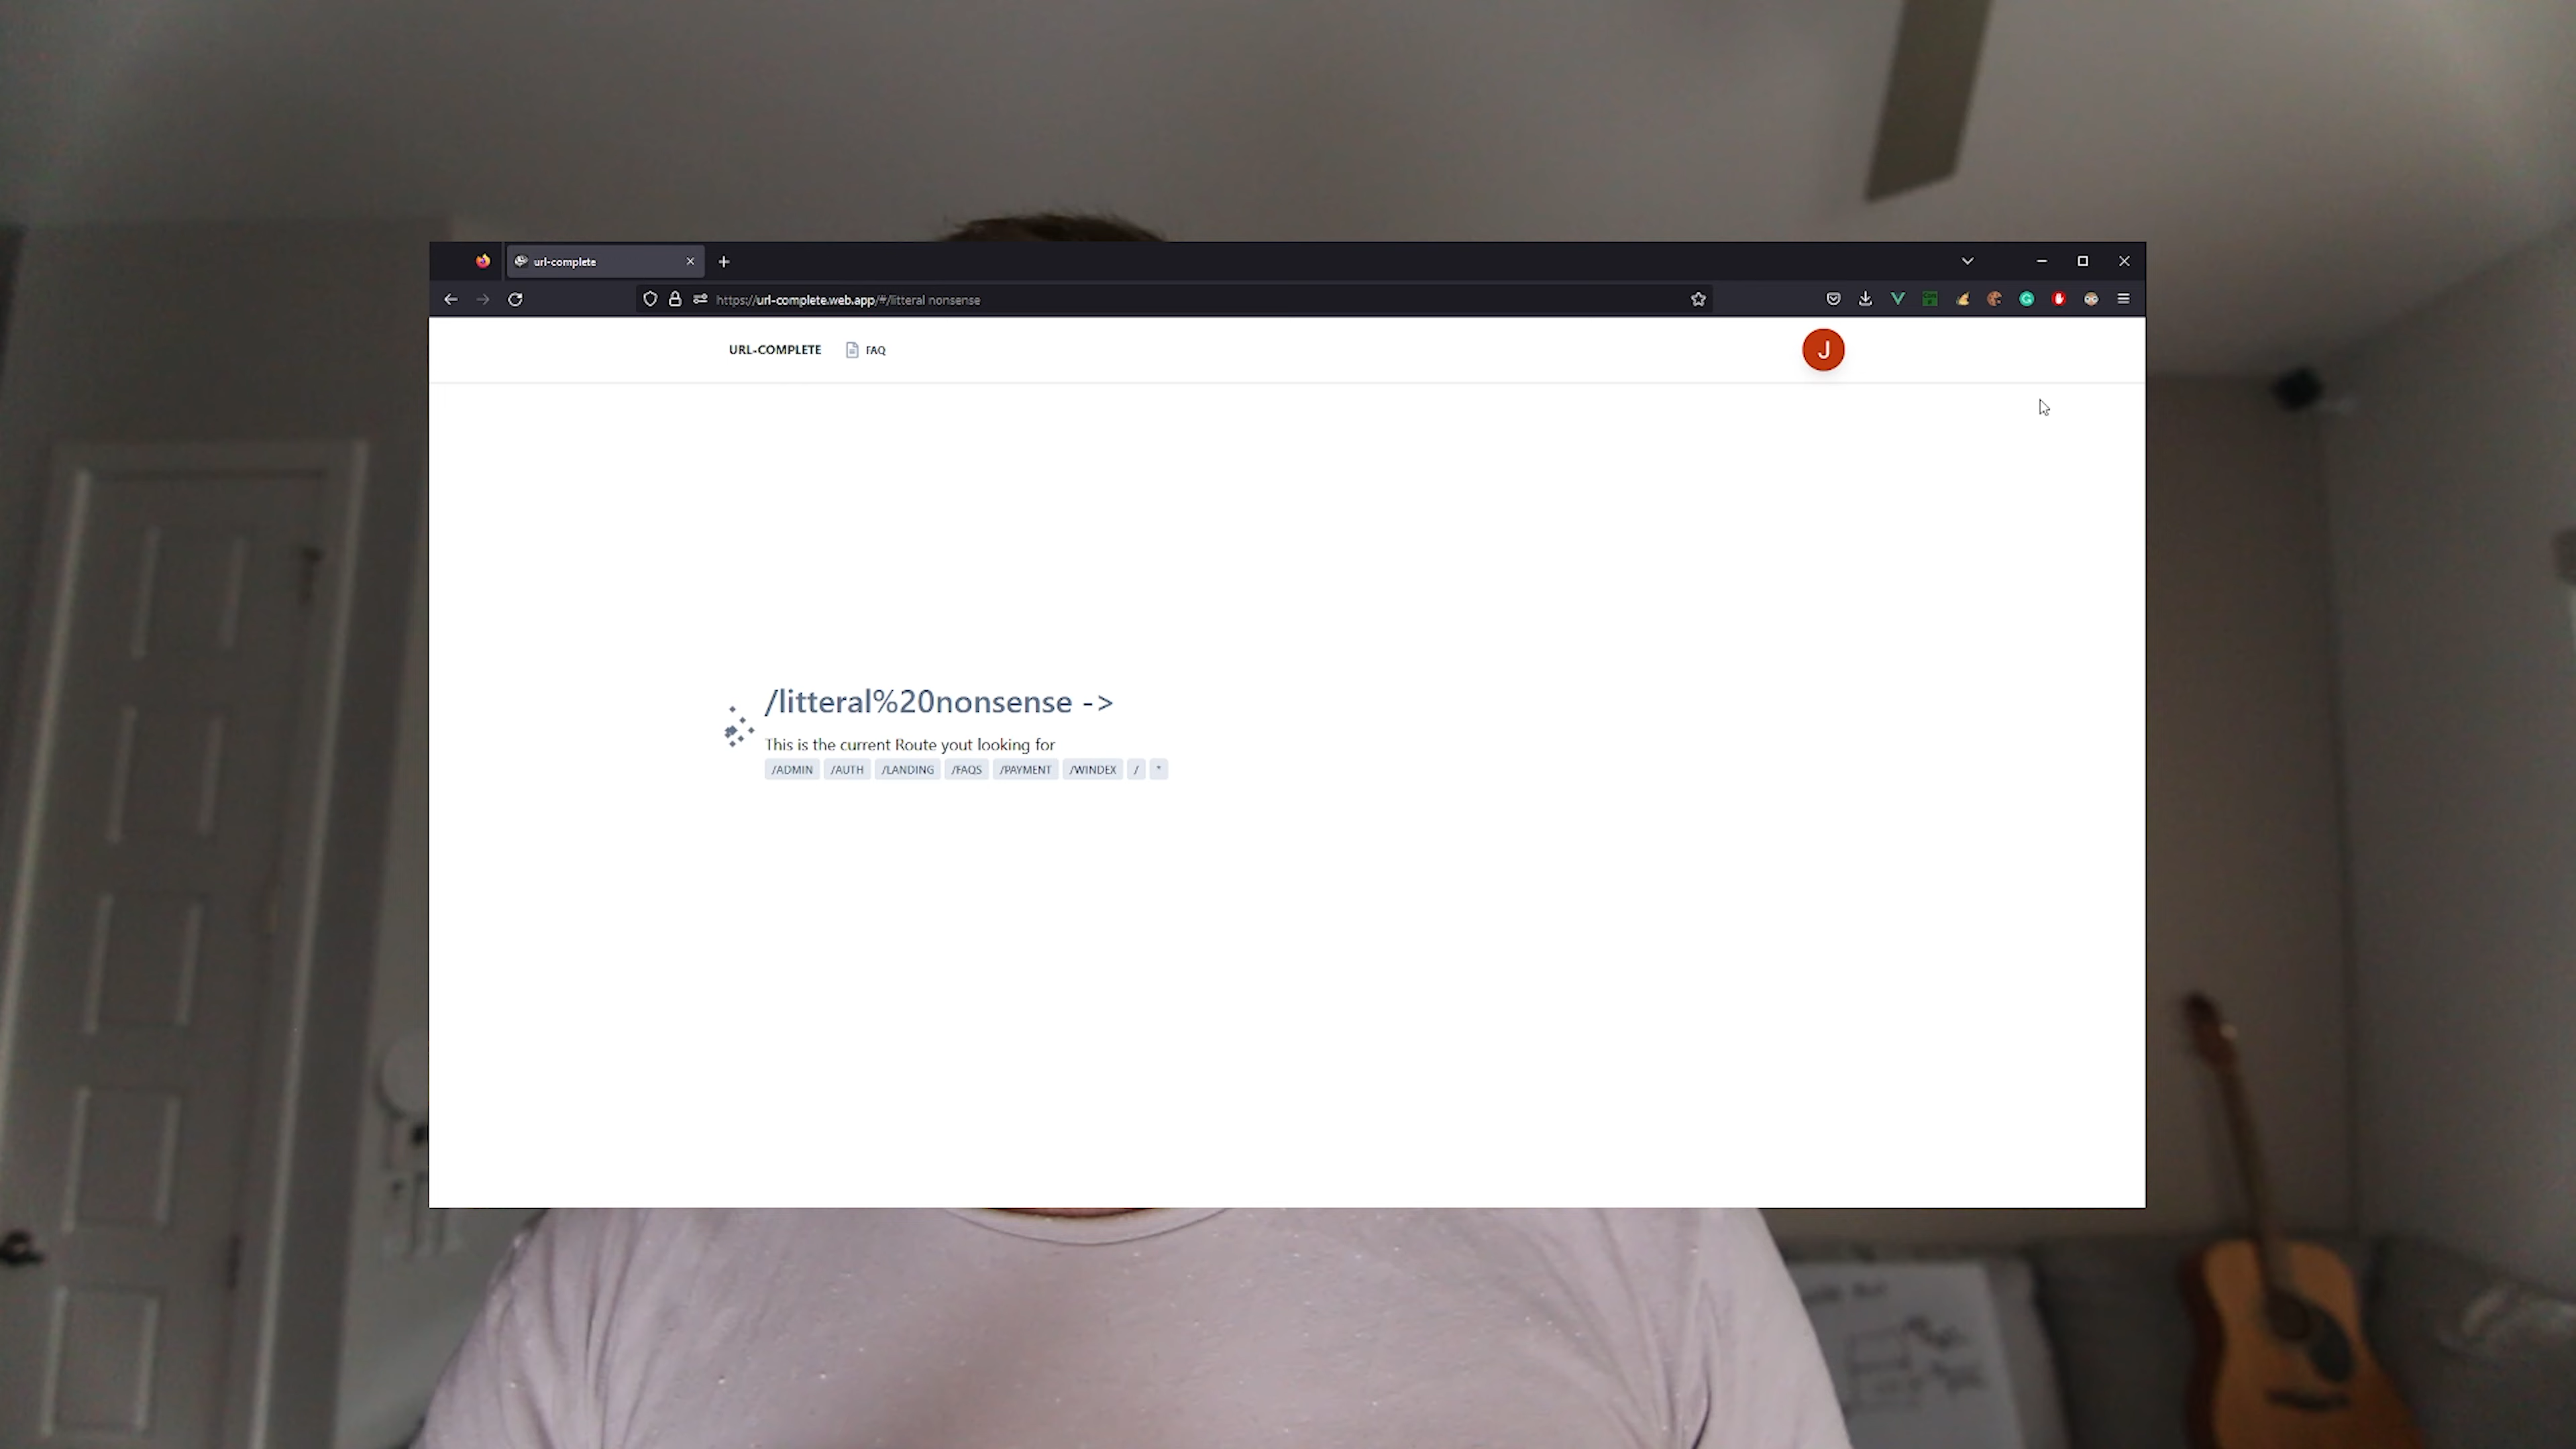 url-complete
https://url-complete.web.app/#/litteral nonsense
URL-COMPLETE FAQ
J
/litteral%20nonsense ->
This is the current Route yout looking for
/ADMIN /AUTH /LANDING /FAQS /PAYMENT /WINDEX / *